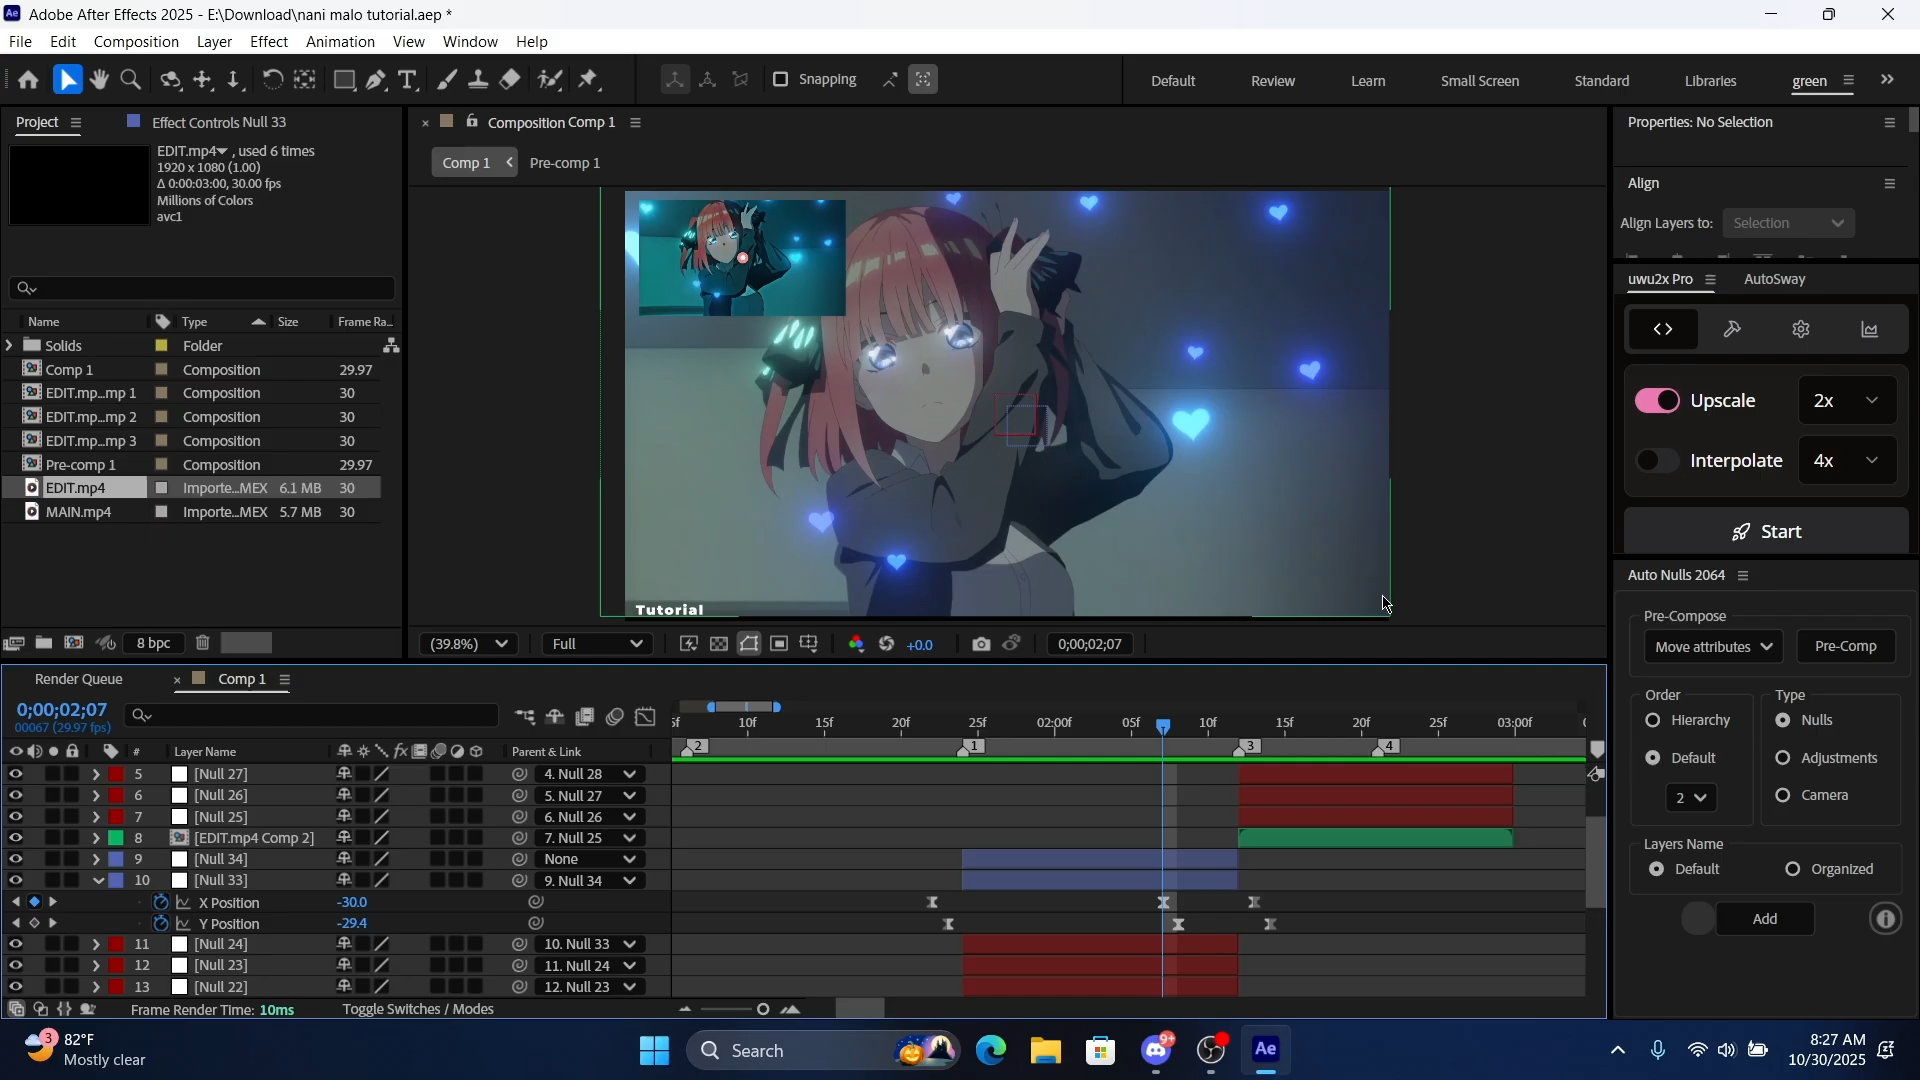 Adobe After Effects 2025 - E:\Download\nani malo tutorial.aep *
File Edit Composition Layer Effect Animation View Window Help
Snapping
Default Review Learn Small Screen Standard Libraries green
Project Effect Controls Null 33
EDIT.mp4 , used 6 times
1920 x 1080 (1.00)
Δ 0:00:03:00, 30.00 fps
Millions of Colors
avc1
Name Type Size Frame Ra...
Solids Folder
Comp 1 Composition 29.97
EDIT.mp...mp 1 Composition 30
EDIT.mp...mp 2 Composition 30
EDIT.mp...mp 3 Composition 30
Pre-comp 1 Composition 29.97
EDIT.mp4 Importe...MEX 6.1 MB 30
MAIN.mp4 Importe...MEX 5.7 MB 30
8 bpc
Composition Comp 1
Comp 1 Pre-comp 1
Tutorial
(39.8%) Full +0.0 0;00;02;07
Properties: No Selection
Align
Align Layers to: Selection
uwu2x Pro AutoSway
Upscale 2x
Interpolate 4x
Start
Auto Nulls 2064
Pre-Compose
Move attributes Pre-Comp
Order Type
Hierarchy Nulls
Default Adjustments
2 Camera
Layers Name
Default Organized
Add
Render Queue Comp 1
0;00;02;07
00067 (29.97 fps)
5f 10f 15f 20f 25f 02:00f 05f 10f 15f 20f 25f 03:00f
2 1 3 4
# Layer Name fx Parent & Link
5 [Null 27] 4. Null 28
6 [Null 26] 5. Null 27
7 [Null 25] 6. Null 26
8 [EDIT.mp4 Comp 2] 7. Null 25
9 [Null 34] None
10 [Null 33] 9. Null 34
X Position -30.0
Y Position -29.4
11 [Null 24] 10. Null 33
12 [Null 23] 11. Null 24
13 [Null 22] 12. Null 23
Frame Render Time: 10ms Toggle Switches / Modes
3 82°F
Mostly clear
Search
9+
Ae
8:27 AM
10/30/2025